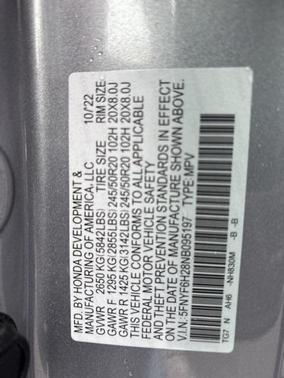 MFD. BY HONDA DEVELOPMENT &
MANUFACTURING OF AMERICA, LLC 10/22
GVWR 2650 KG(5842LBS) TIRE SIZE RIM SIZE
GAWR F 1295 KG(2855LBS) 245/50R20 102H 20X8.0J
GAWR R 1425 KG(3142LBS) 245/50R20 102H 20X8.0J
THIS VEHICLE CONFORMS TO ALL APPLICABLE
FEDERAL MOTOR VEHICLE SAFETY
AND THEFT PREVENTION STANDARDS IN EFFECT
ON THE DATE OF MANUFACTURE SHOWN ABOVE.
V.I.N.:5FNYF6H28NB095197 TYPE:MPV
TG7 N AH6 -NH830M -B -B